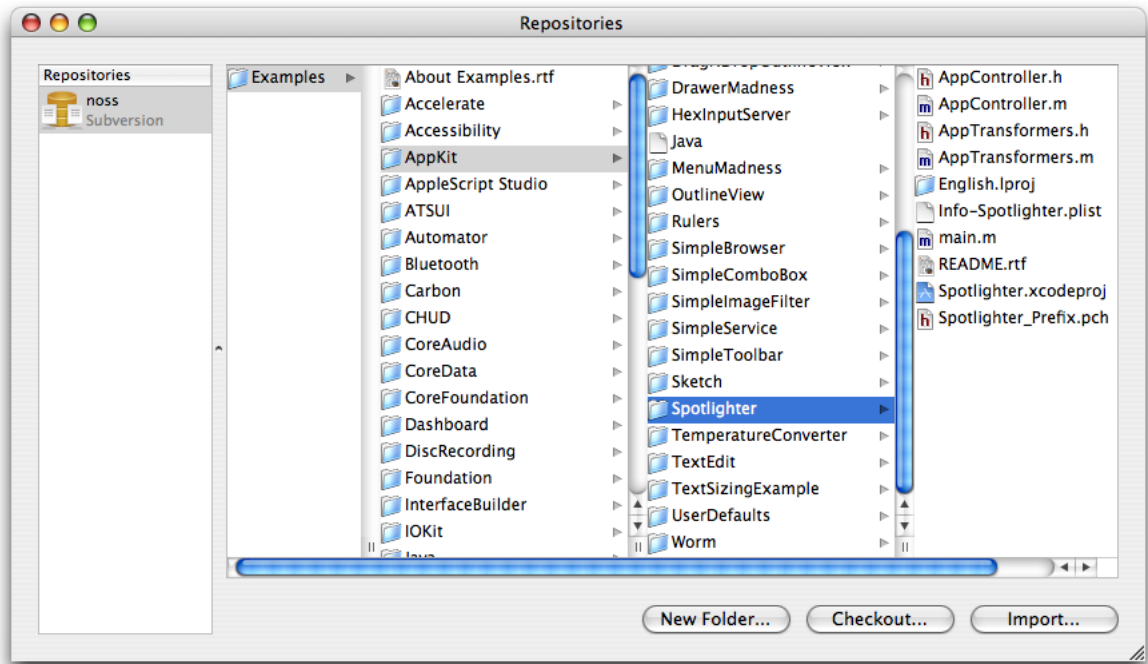 Repositories
Repositories
noss
Subversion
Examples
About Examples.rtf
Accelerate
Accessibility
AppKit
AppleScript Studio
ATSUI
Automator
Bluetooth
Carbon
CHUD
CoreAudio
CoreData
CoreFoundation
Dashboard
DiscRecording
Foundation
InterfaceBuilder
IOKit
Java
DragNDropOutlineView
DrawerMadness
HexInputServer
Java
MenuMadness
OutlineView
Rulers
SimpleBrowser
SimpleComboBox
SimpleImageFilter
SimpleService
SimpleToolbar
Sketch
Spotlighter
TemperatureConverter
TextEdit
TextSizingExample
UserDefaults
Worm
AppController.h
AppController.m
AppTransformers.h
AppTransformers.m
English.lproj
Info-Spotlighter.plist
main.m
README.rtf
Spotlighter.xcodeproj
Spotlighter_Prefix.pch
New Folder...
Checkout...
Import...